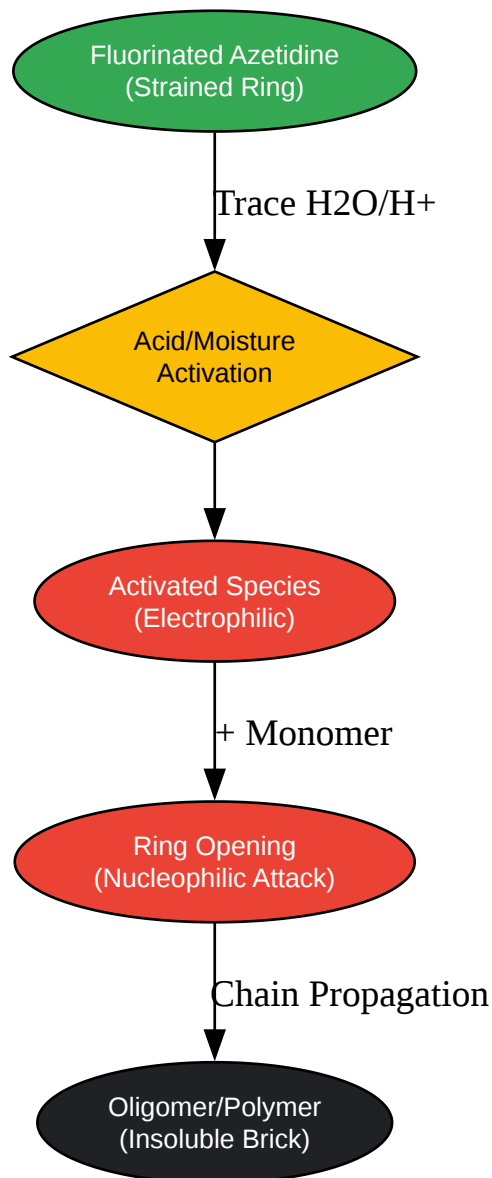 Fluorinated Azetidine
(Strained Ring)
Trace H2O/H+
Acid/Moisture
Activation
Activated Species
(Electrophilic)
+ Monomer
Ring Opening
(Nucleophilic Attack)
Chain Propagation
Oligomer/Polymer
(Insoluble Brick)